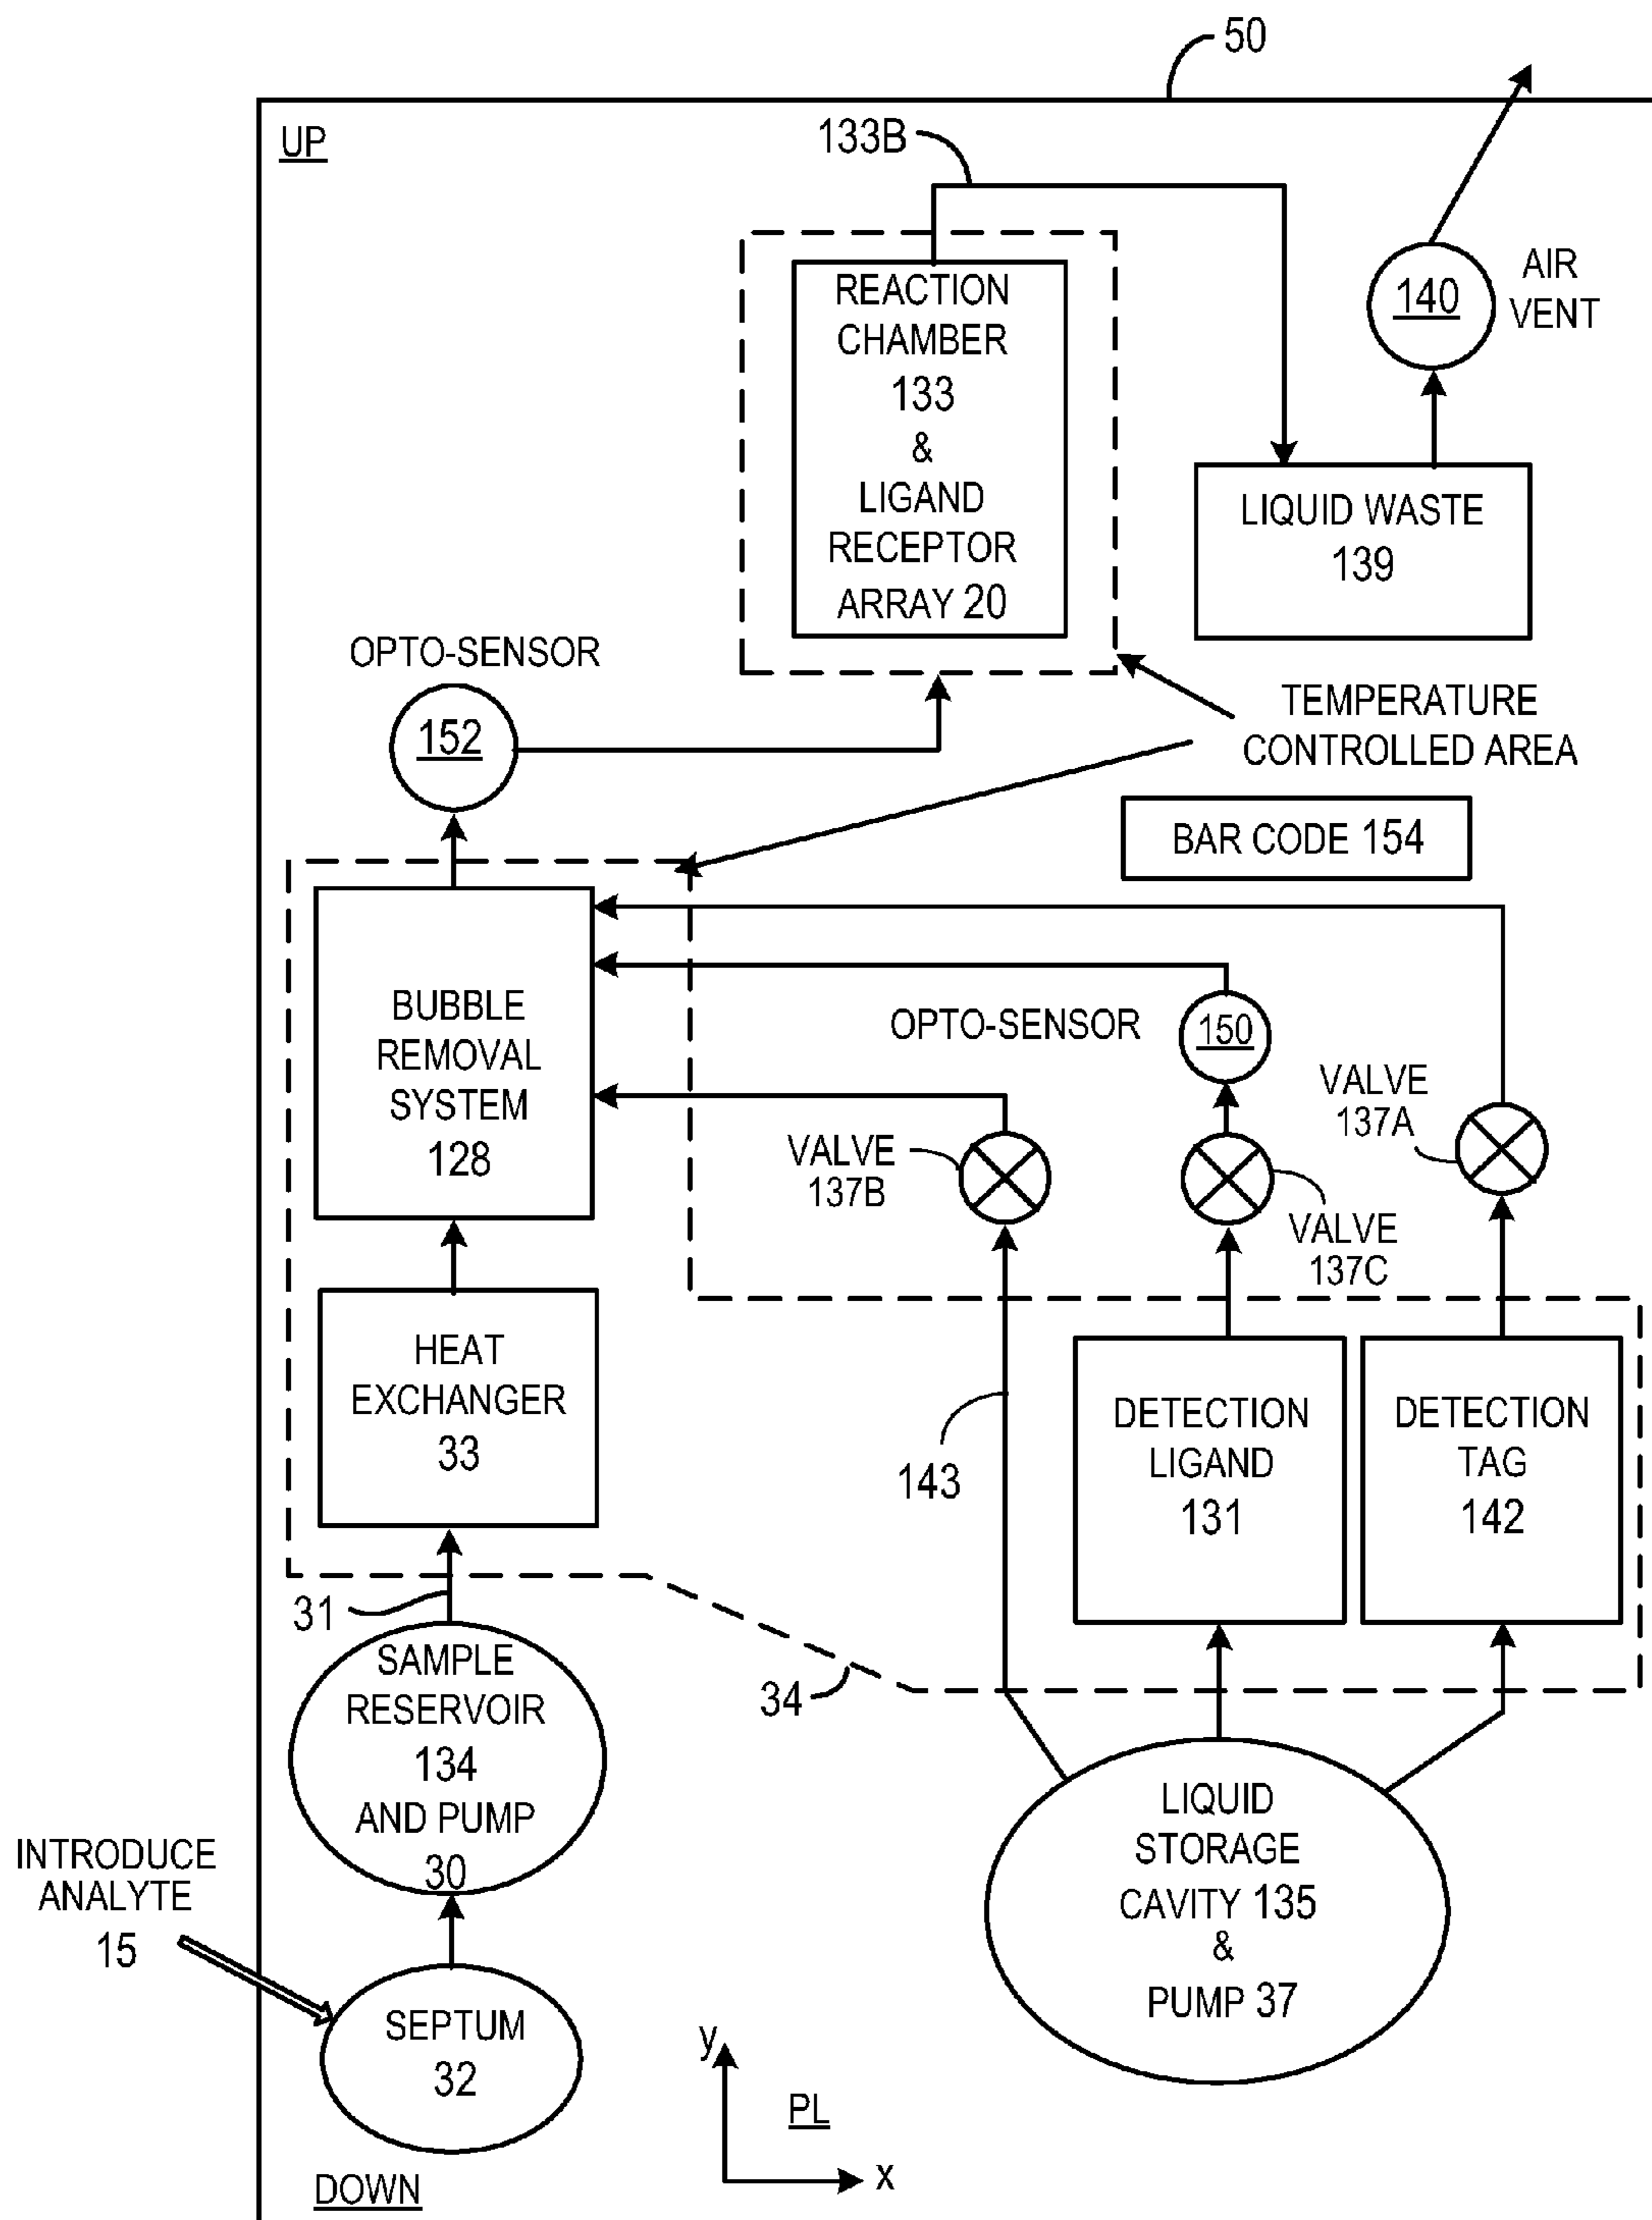 50
UP
133B
REACTION
CHAMBER
133
&
LIGAND
RECEPTOR
ARRAY 20
140
AIR
VENT
LIQUID WASTE
139
OPTO-SENSOR
152
TEMPERATURE
CONTROLLED AREA
BAR CODE 154
BUBBLE
REMOVAL
SYSTEM
128
OPTO-SENSOR
150
VALVE
137A
VALVE
137B
VALVE
137C
HEAT
EXCHANGER
33
143
DETECTION
LIGAND
131
DETECTION
TAG
142
31
34
SAMPLE
RESERVOIR
134
AND PUMP
30
LIQUID
STORAGE
CAVITY 135
&
PUMP 37
INTRODUCE
ANALYTE
15
SEPTUM
32
y
PL
x
DOWN